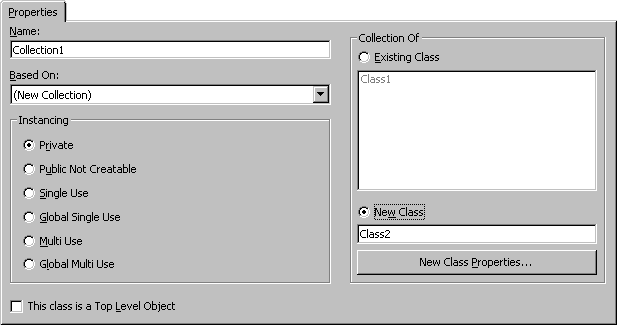 Properties
Name:
Collection1
Based On:
(New Collection)
Instancing
Private
Public Not Creatable
Single Use
Global Single Use
Multi Use
Global Multi Use
This class is a Top Level Object
Collection Of
Existing Class
Class1
New Class
Class2
New Class Properties...